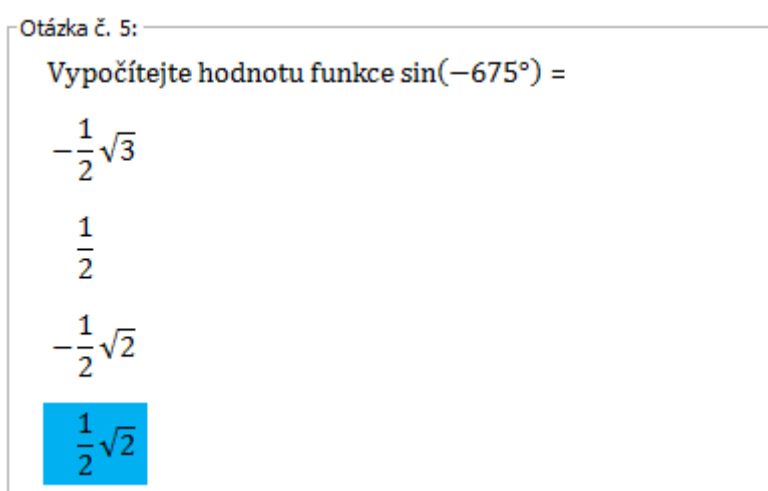 Otázka č. 5:
Vypočítejte hodnotu funkce sin(−675°) =
−1/2 √3
1/2
−1/2 √2
1/2 √2